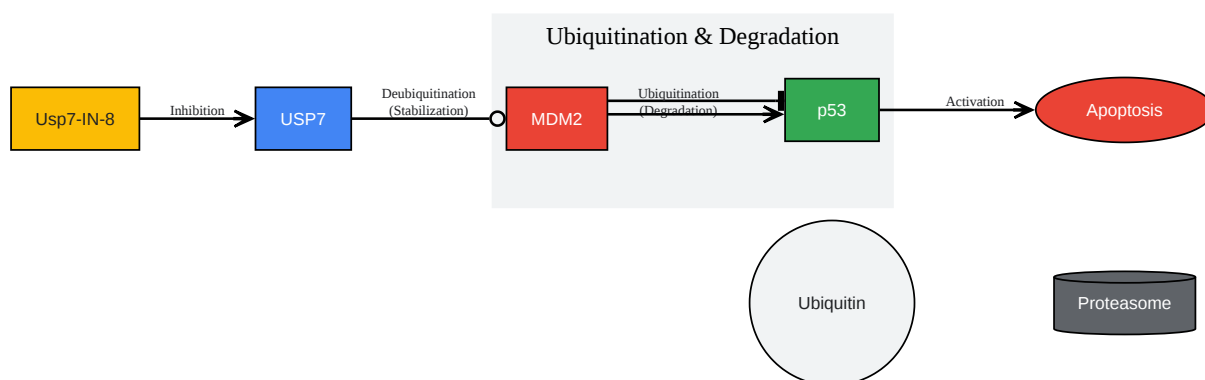 Ubiquitination & Degradation
Usp7-IN-8
Inhibition
USP7
Deubiquitination
(Stabilization)
MDM2
Ubiquitination
(Degradation)
p53
Activation
Apoptosis
Ubiquitin
Proteasome